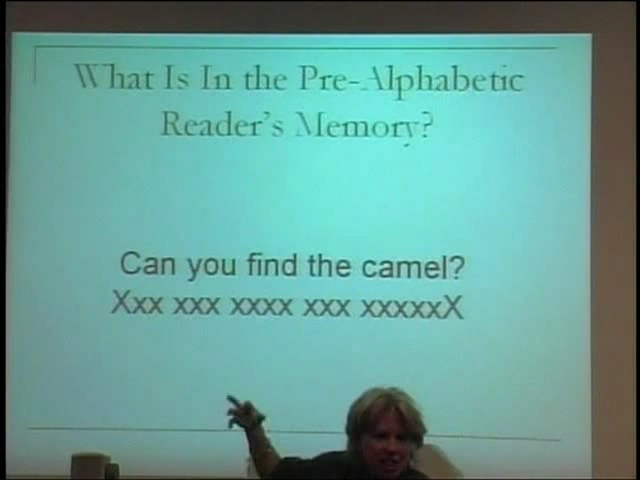 What Is In the Pre-Alphabetic
Reader's Memory?
Can you find the camel?
Xxx xxx xxxx xxx xxxxxX